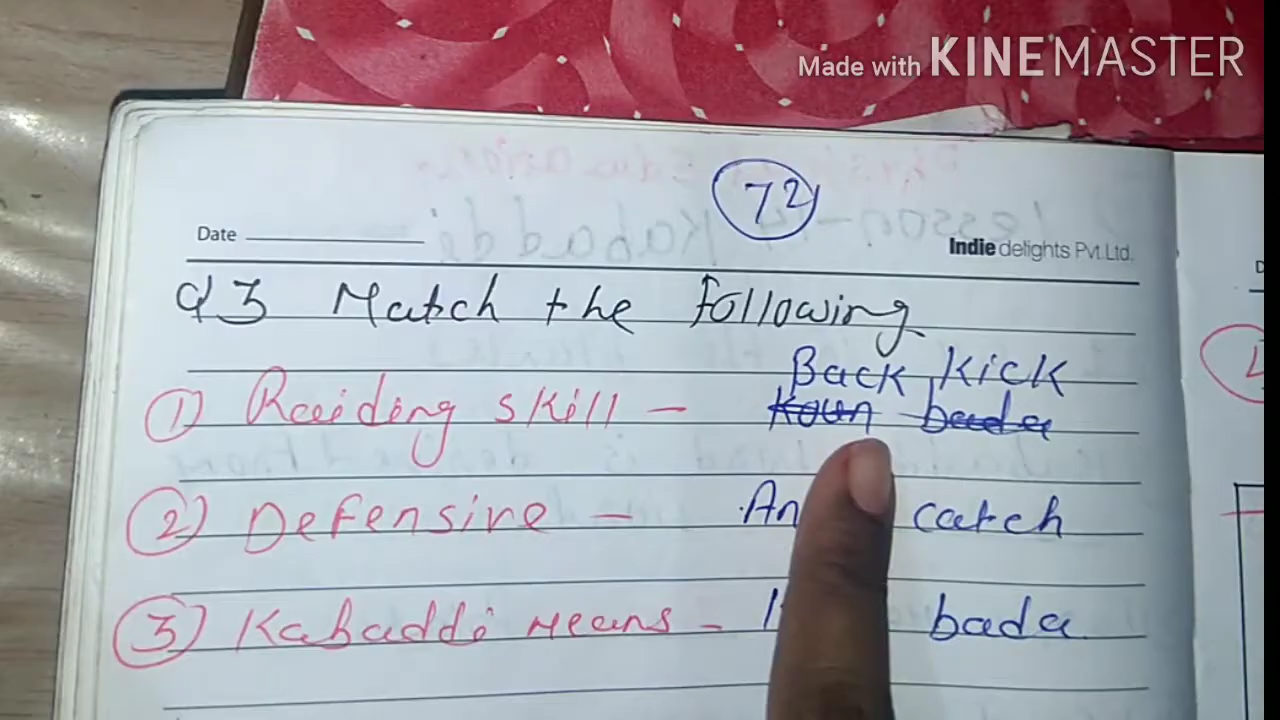 Made with KINEMASTER
72
Date
Indie delights Pvt.Ltd.
Q3 Match the Following
Back Kick
1) Raiding skill - Koun bada
2) Defensive - catch
3) Kabaddi means - bada